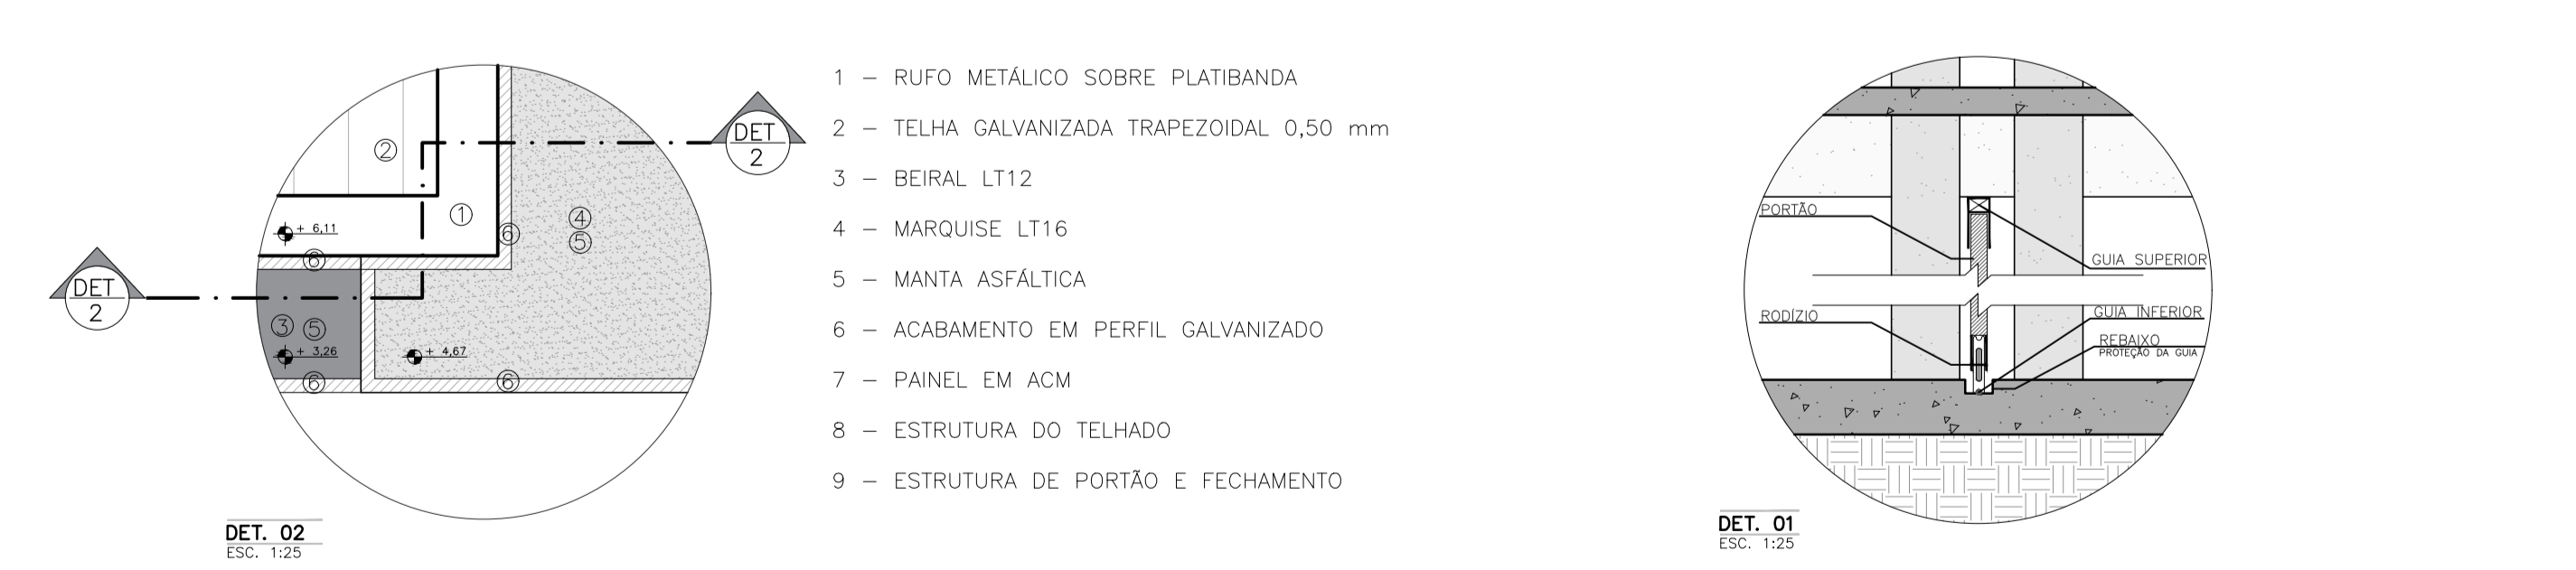 DET
2
2
1
+ 6,11
6
6
4
5
DET
2
3
5
+ 3,26
+ 4,67
6
6
DET. 02
ESC. 1:25
1 – RUFO METÁLICO SOBRE PLATIBANDA
2 – TELHA GALVANIZADA TRAPEZOIDAL 0,50 mm
3 – BEIRAL LT12
4 – MARQUISE LT16
5 – MANTA ASFÁLTICA
6 – ACABAMENTO EM PERFIL GALVANIZADO
7 – PAINEL EM ACM
8 – ESTRUTURA DO TELHADO
9 – ESTRUTURA DE PORTÃO E FECHAMENTO
PORTÃO
GUIA SUPERIOR
RODÍZIO
GUIA INFERIOR
REBAIXO
PROTEÇÃO DA GUIA
DET. 01
ESC. 1:25